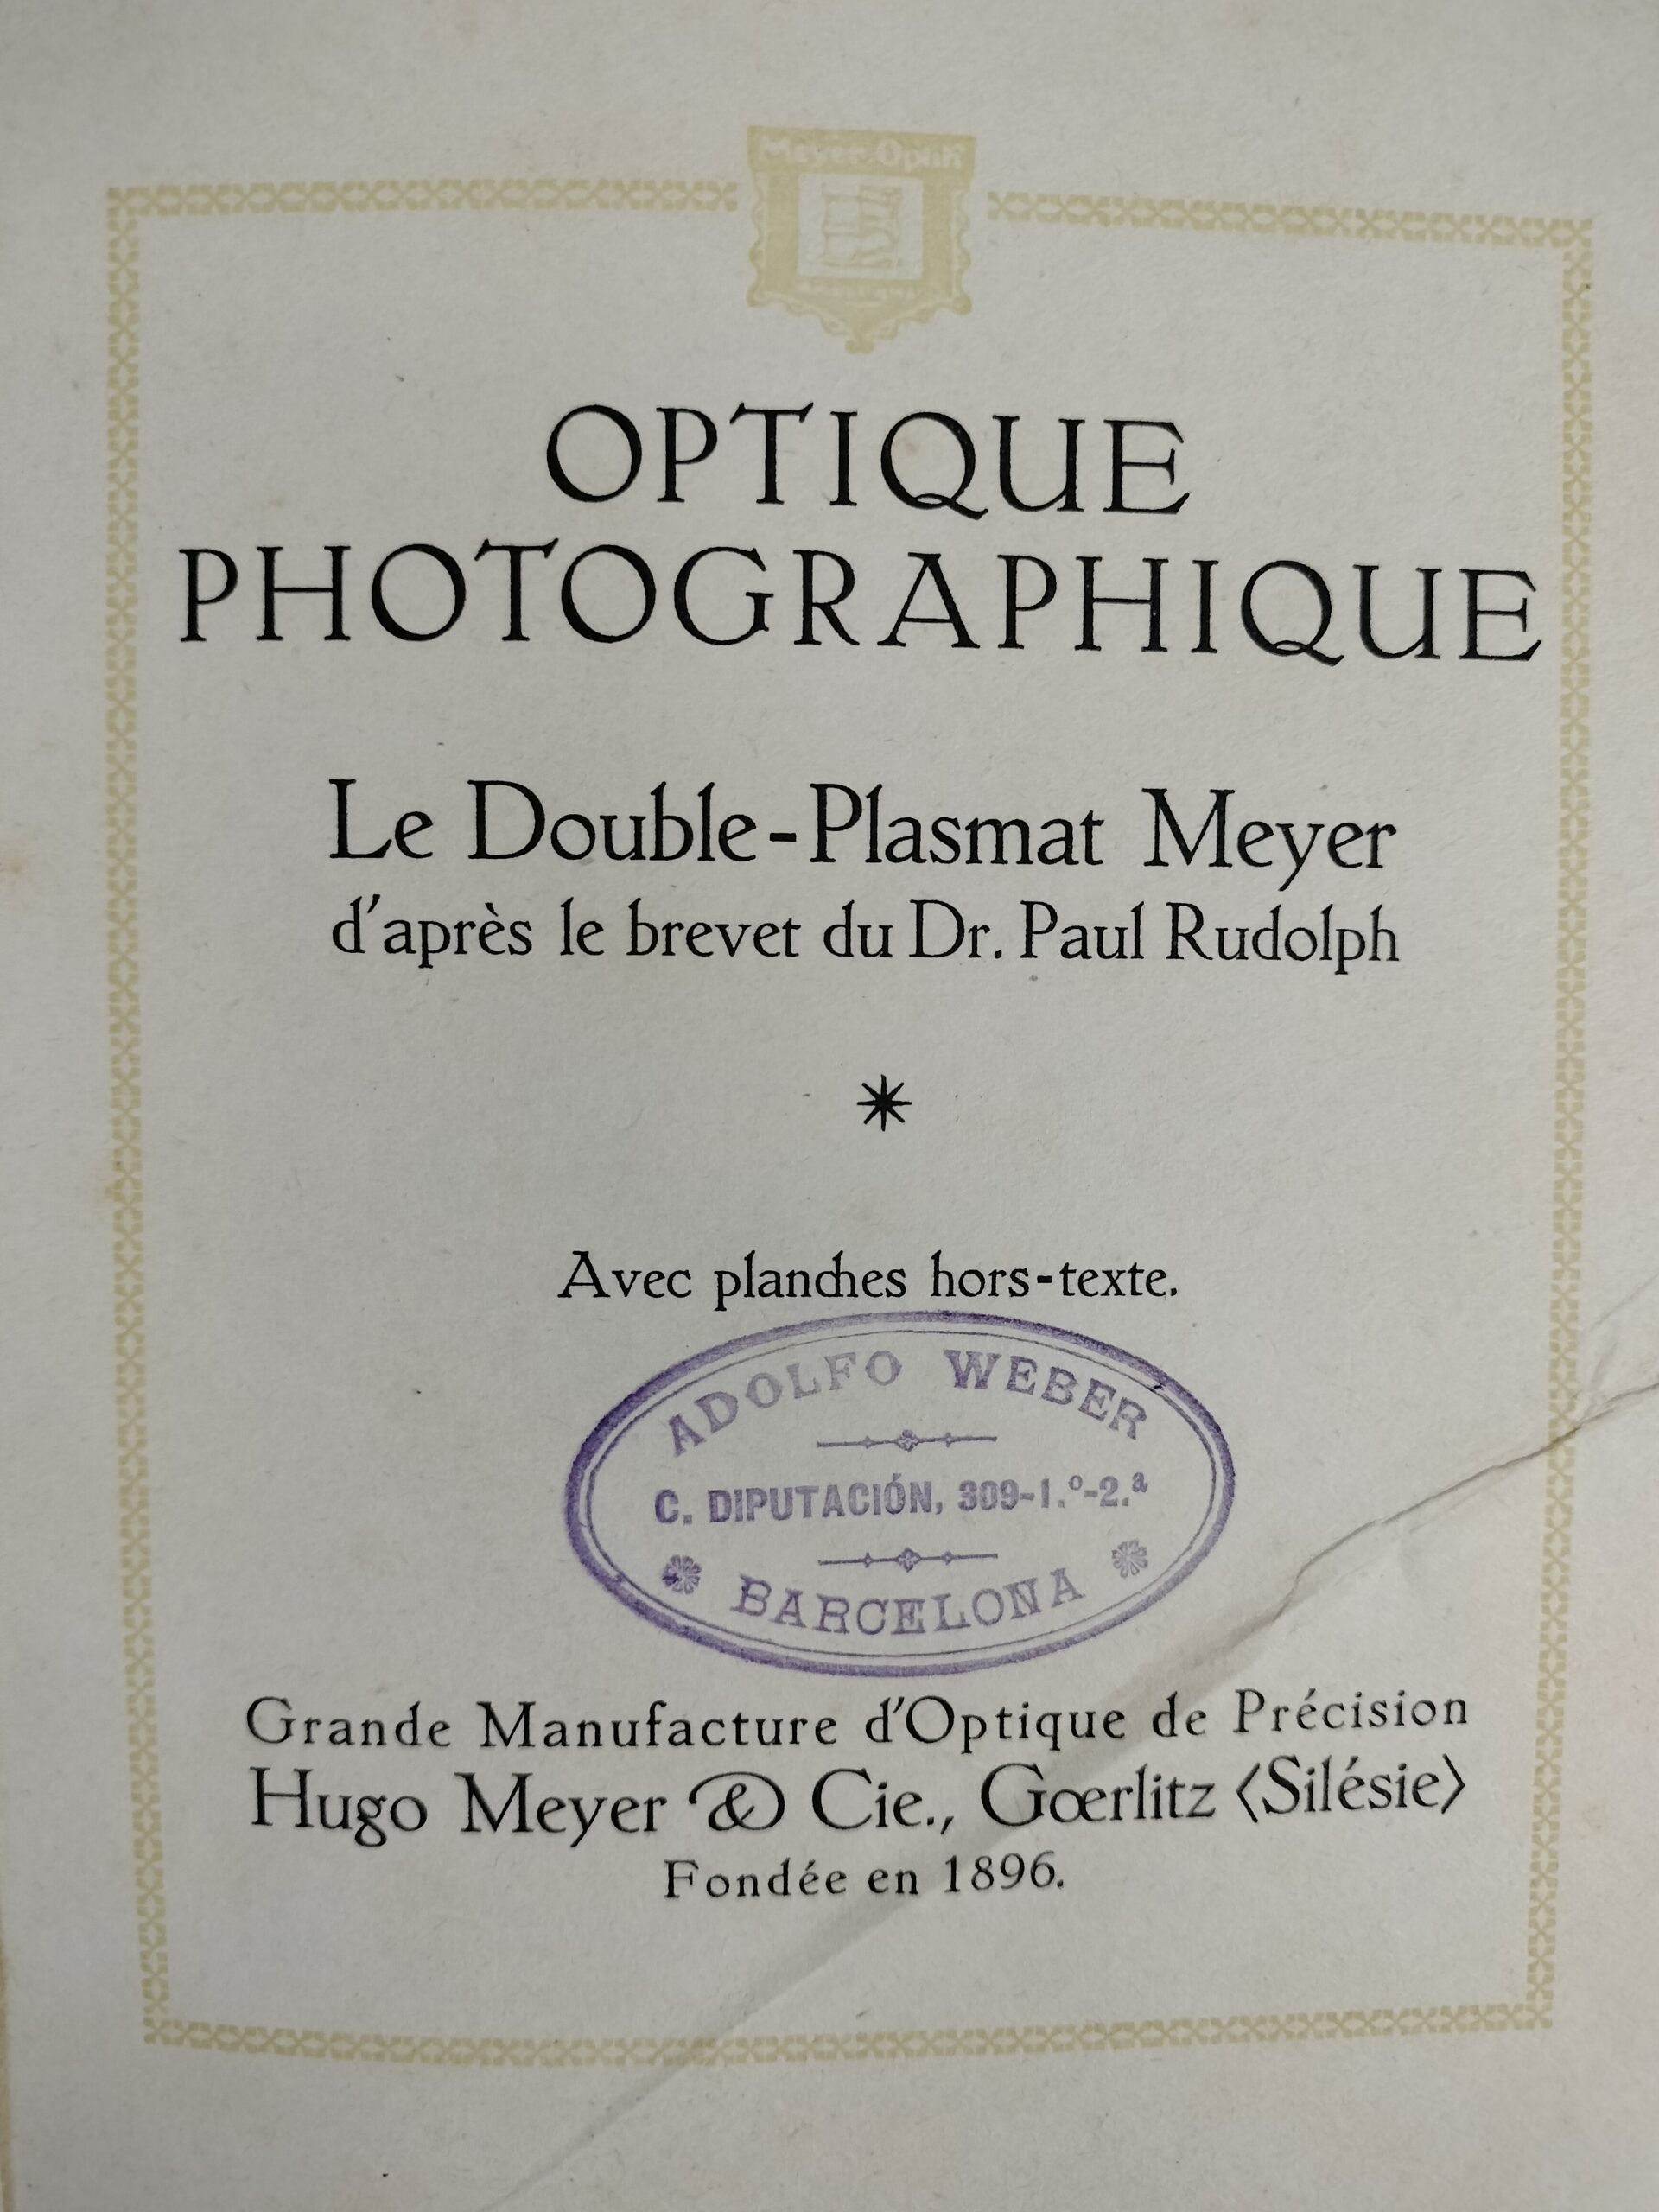 Meyer-Optik
OPTIQUE
PHOTOGRAPHIQUE
Le Double-Plasmat Meyer
d'après le brevet du Dr. Paul Rudolph
Avec planches hors-texte.
ADOLFO WEBER
C. DIPUTACIÓN, 309-1.º-2.ª
BARCELONA
Grande Manufacture d'Optique de Précision
Hugo Meyer & Cie., Gœrlitz (Silésie)
Fondée en 1896.